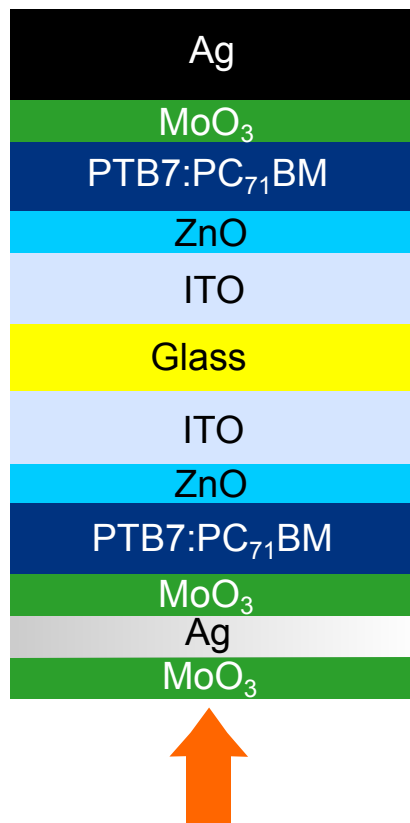 Ag
MoO₃
PTB7:PC₇₁BM
ZnO
ITO
Glass
ITO
ZnO
PTB7:PC₇₁BM
MoO₃
Ag
MoO₃